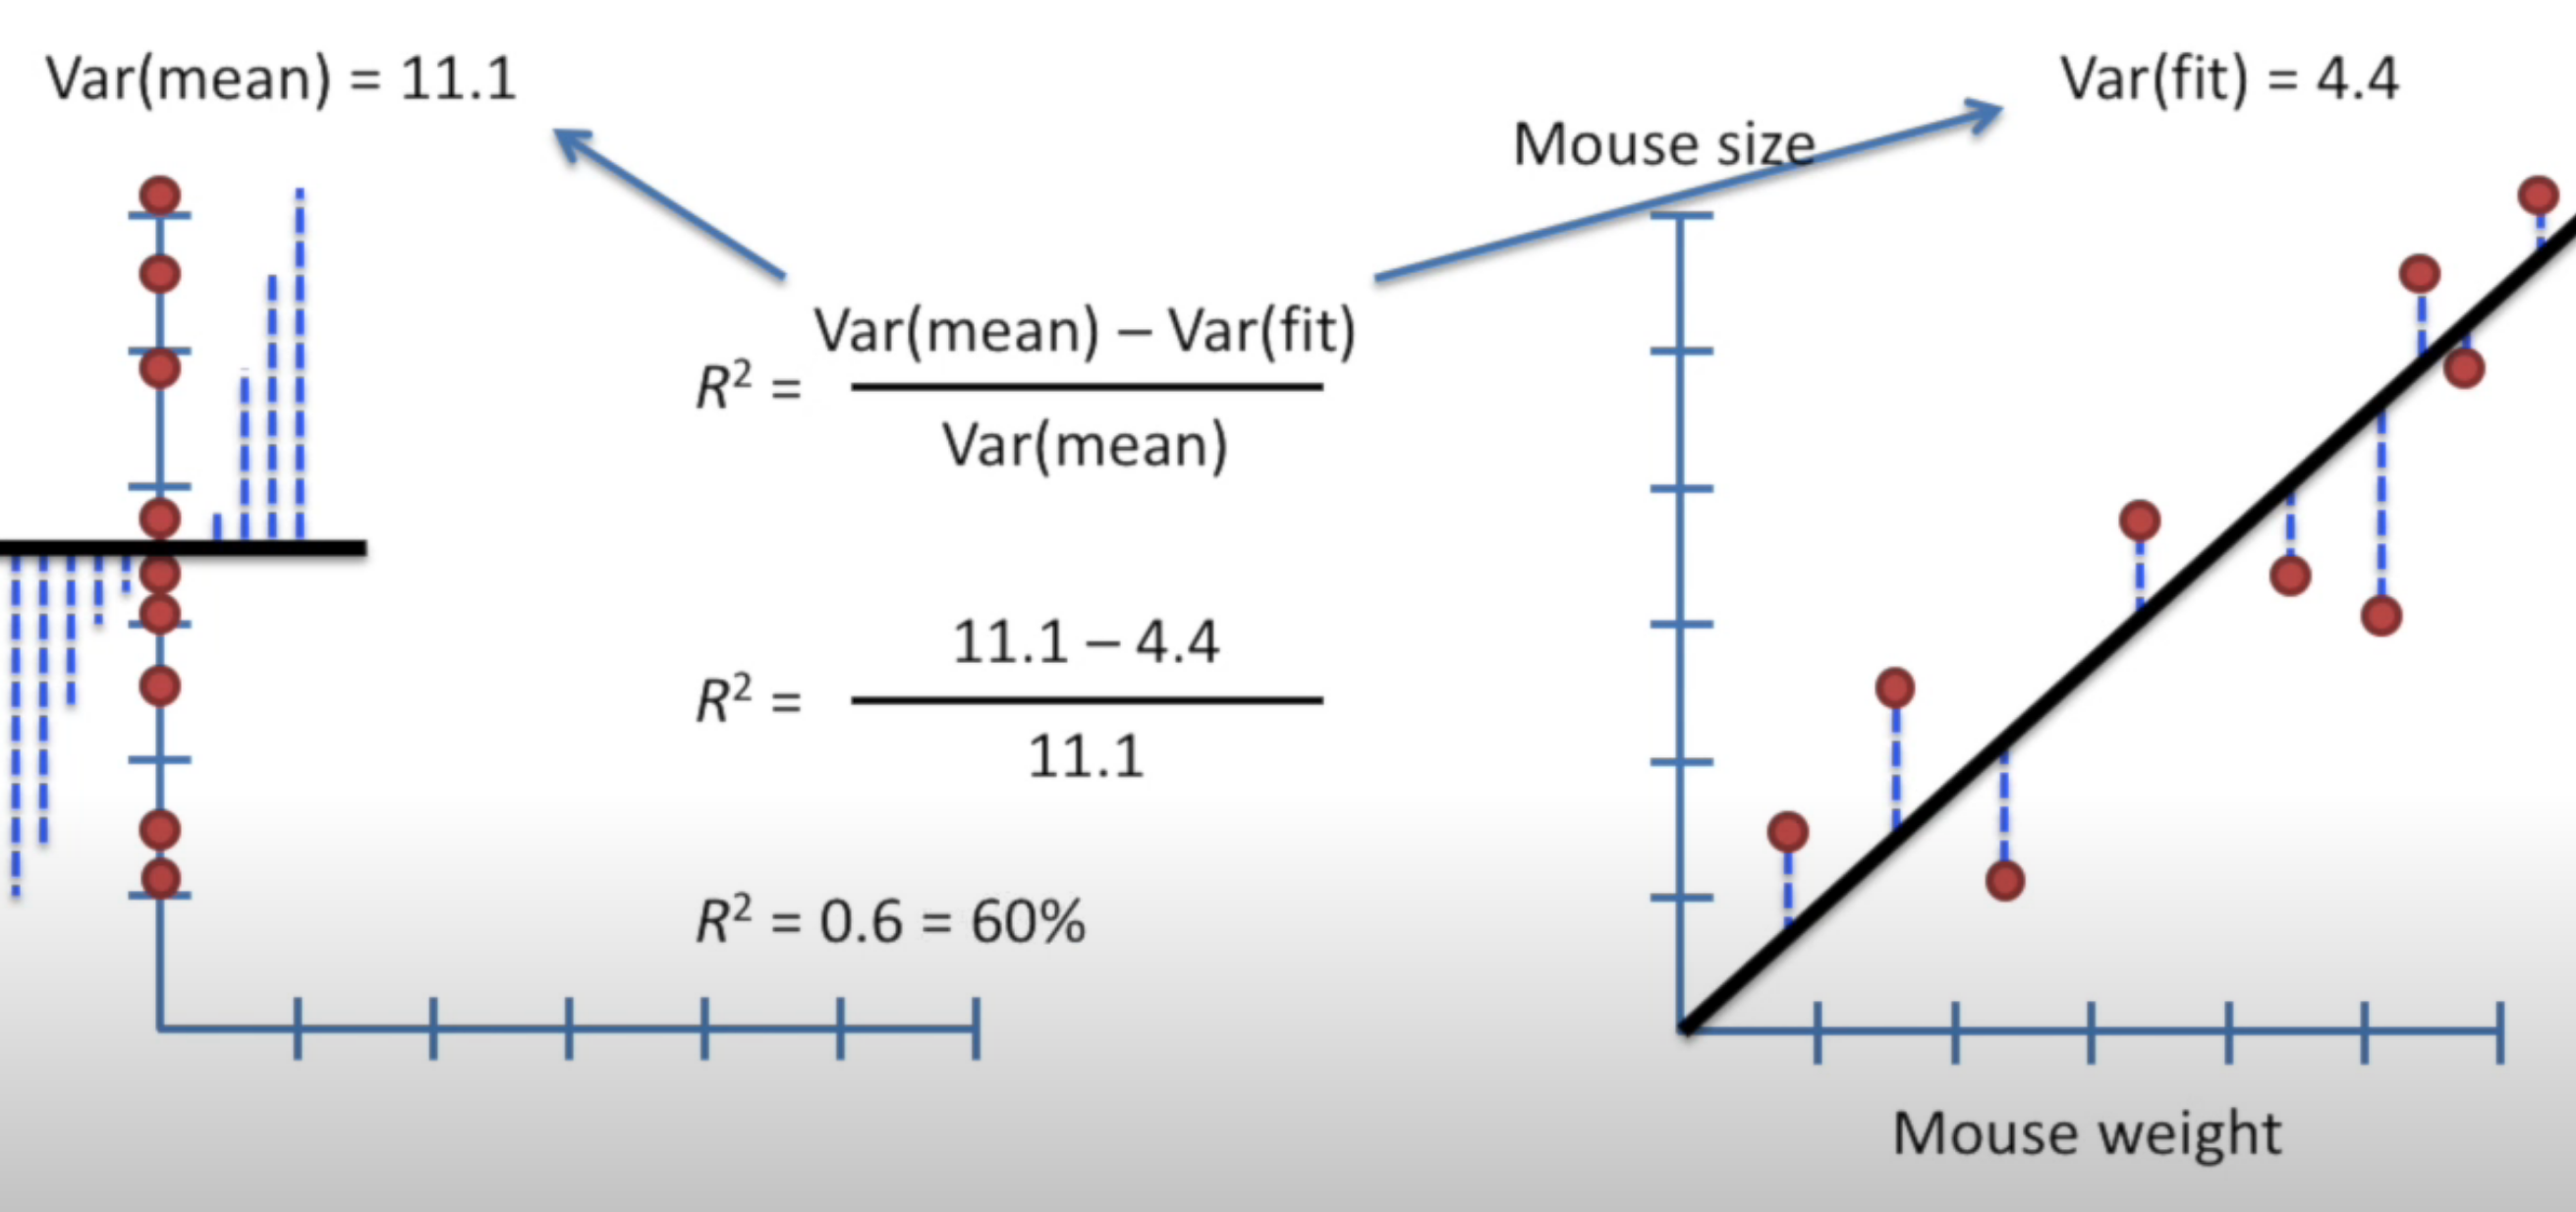 Var(mean) = 11.1
Var(fit) = 4.4
Mouse size
R² =
Var(mean) – Var(fit)
Var(mean)
R² =
11.1 – 4.4
11.1
R² = 0.6 = 60%
Mouse weight